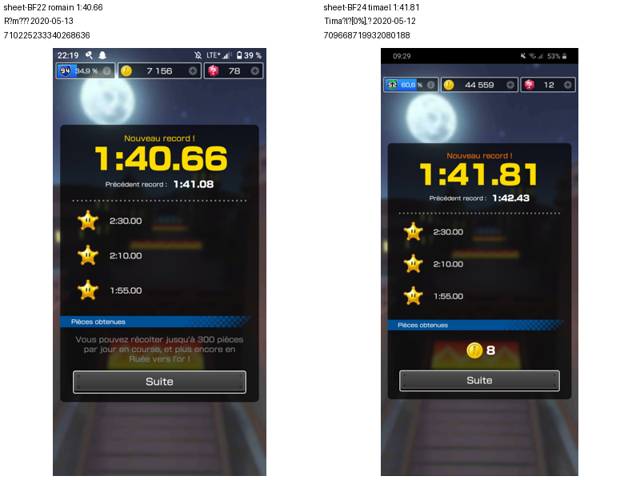 sheet-BF22 romain 1:40.66
R?m??? 2020-05-13
710225233340268636
22:19 LTE+ 39 %
94 34,9 % 7 156 78
Nouveau record !
1:40.66
Précédent record : 1:41.08
2:30.00
2:10.00
1:55.00
Pièces obtenues
Vous pouvez récolter jusqu'à 300 pièces
par jour en course, et plus encore en
Ruée vers l'or !
Suite
sheet-BF24 timael 1:41.81
Tima?l?[0%],? 2020-05-12
709668719932080188
09:29 53%
60,6 % 44 559 12
Nouveau record !
1:41.81
Précédent record : 1:42.43
2:30.00
2:10.00
1:55.00
Pièces obtenues
8
Suite